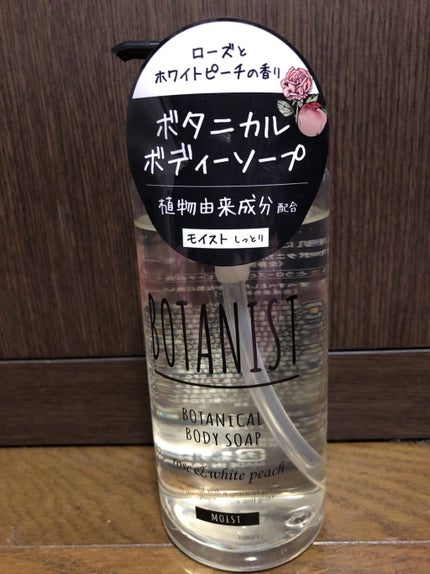 ローズと
ホワイトピーチの香り
ボタニカル
ボディーソープ
植物由来成分 配合
モイスト しっとり
BOTANIST
BOTANICAL
BODY SOAP
rose & white peach
MOIST